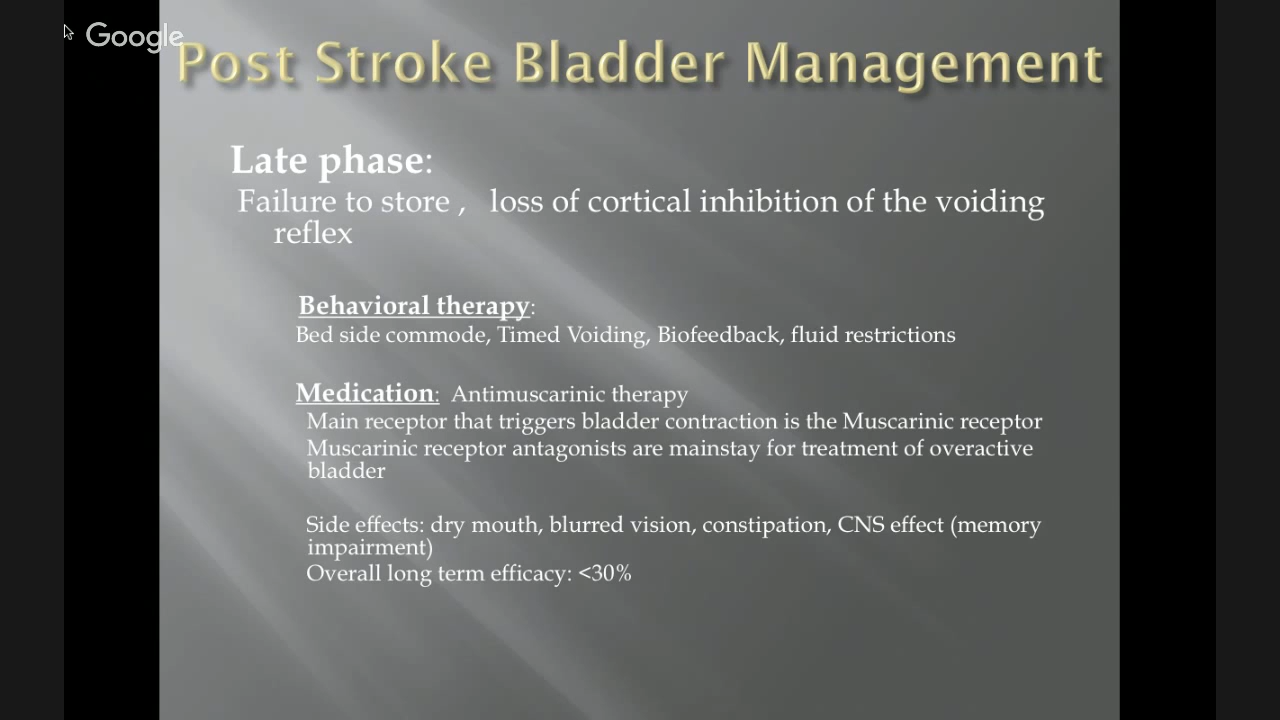 Google
Post Stroke Bladder Management
Late phase:
Failure to store ,   loss of cortical inhibition of the voiding
reflex
Behavioral therapy:
Bed side commode, Timed Voiding, Biofeedback, fluid restrictions
Medication:  Antimuscarinic therapy
Main receptor that triggers bladder contraction is the Muscarinic receptor
Muscarinic receptor antagonists are mainstay for treatment of overactive
bladder
Side effects: dry mouth, blurred vision, constipation, CNS effect (memory
impairment)
Overall long term efficacy: <30%